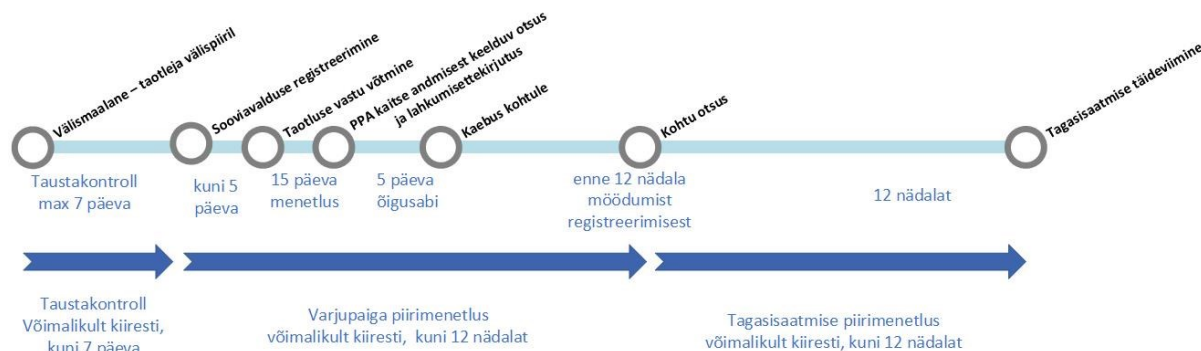 Välismaalane – taotleja välispiiril
Sooviavalduse registreerimine
Taotluse vastu võtmine
PPA kaitse andmisest keelduv otsus
ja lahkumisettekirjutus
Kaebus kohtule
Kohtu otsus
Tagasisaatmise täideviimine
Taustakontroll
max 7 päeva
kuni 5
päeva
15 päeva
menetlus
5 päeva
õigusabi
enne 12 nädala
möödumist
registreerimisest
12 nädalat
Taustakontroll
Võimalikult kiiresti,
kuni 7 päeva
Varjupaiga piirimenetlus
võimalikult kiiresti, kuni 12 nädalat
Tagasisaatmise piirimenetlus
võimalikult kiiresti, kuni 12 nädalat